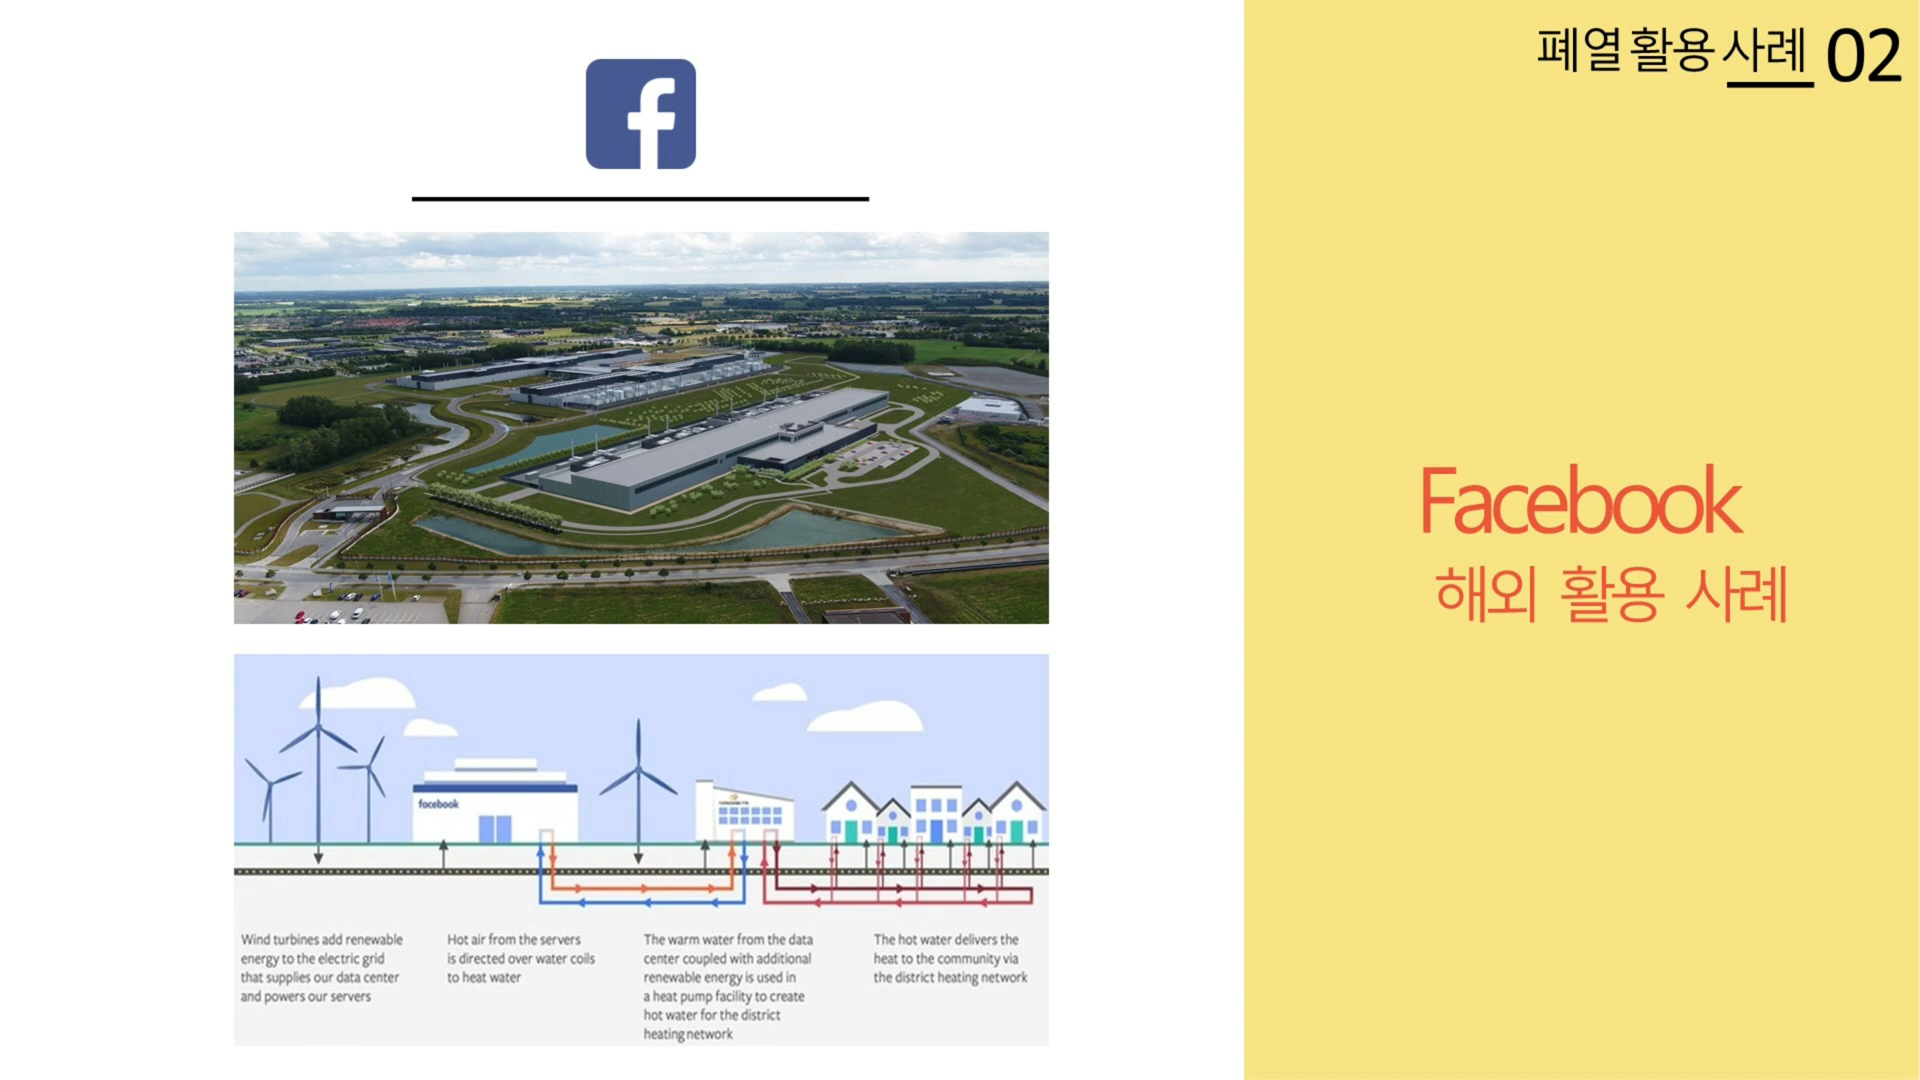 폐열 활용 사례 02
f
Facebook
해외 활용 사례
facebook
Wind turbines add renewable
energy to the electric grid
that supplies our data center
and powers our servers
Hot air from the servers
is directed over water coils
to heat water
The warm water from the data
center coupled with additional
renewable energy is used in
a heat pump facility to create
hot water for the district
heating network
The hot water delivers the
heat to the community via
the district heating network